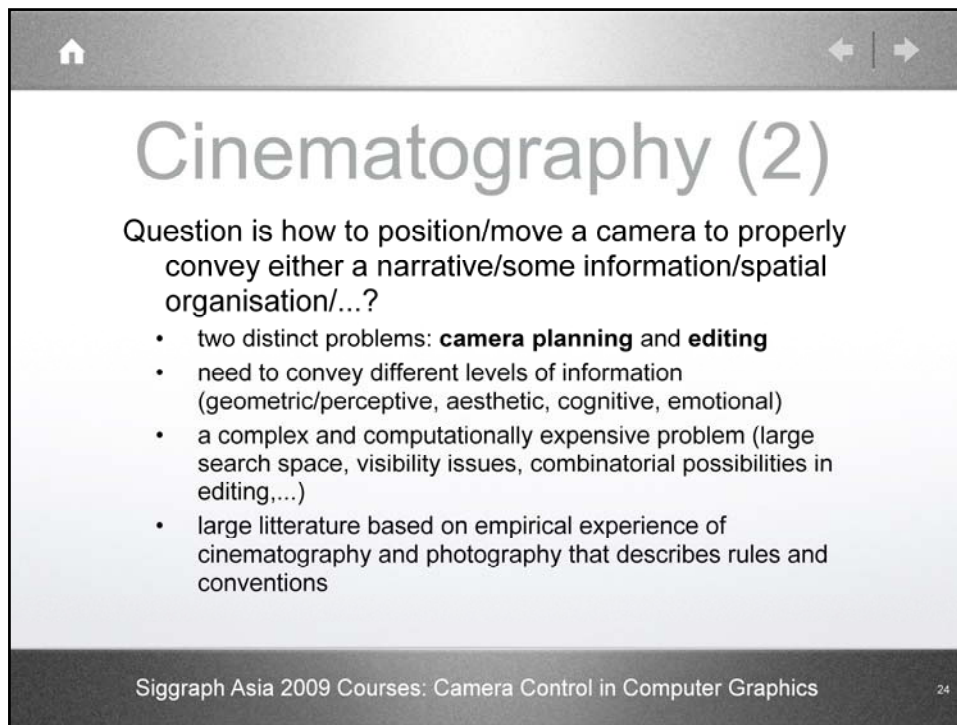 Cinematography (2)
Question is how to position/move a camera to properly
convey either a narrative/some information/spatial
organisation/...?
• two distinct problems: camera planning and editing
• need to convey different levels of information
(geometric/perceptive, aesthetic, cognitive, emotional)
• a complex and computationally expensive problem (large
search space, visibility issues, combinatorial possibilities in
editing,...)
• large litterature based on empirical experience of
cinematography and photography that describes rules and
conventions
Siggraph Asia 2009 Courses: Camera Control in Computer Graphics
24